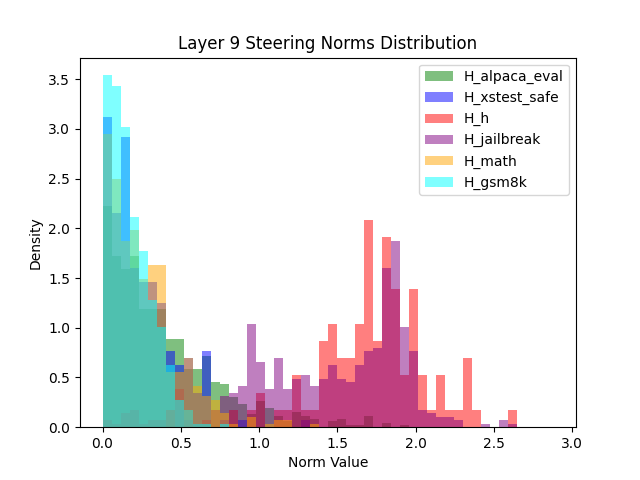 Layer 9 Steering Norms Distribution
H_alpaca_eval
H_xstest_safe
H_h
H_jailbreak
H_math
H_gsm8k
Density
3.5
3.0
2.5
2.0
1.5
1.0
0.5
0.0
0.0 0.5 1.0 1.5 2.0 2.5 3.0
Norm Value